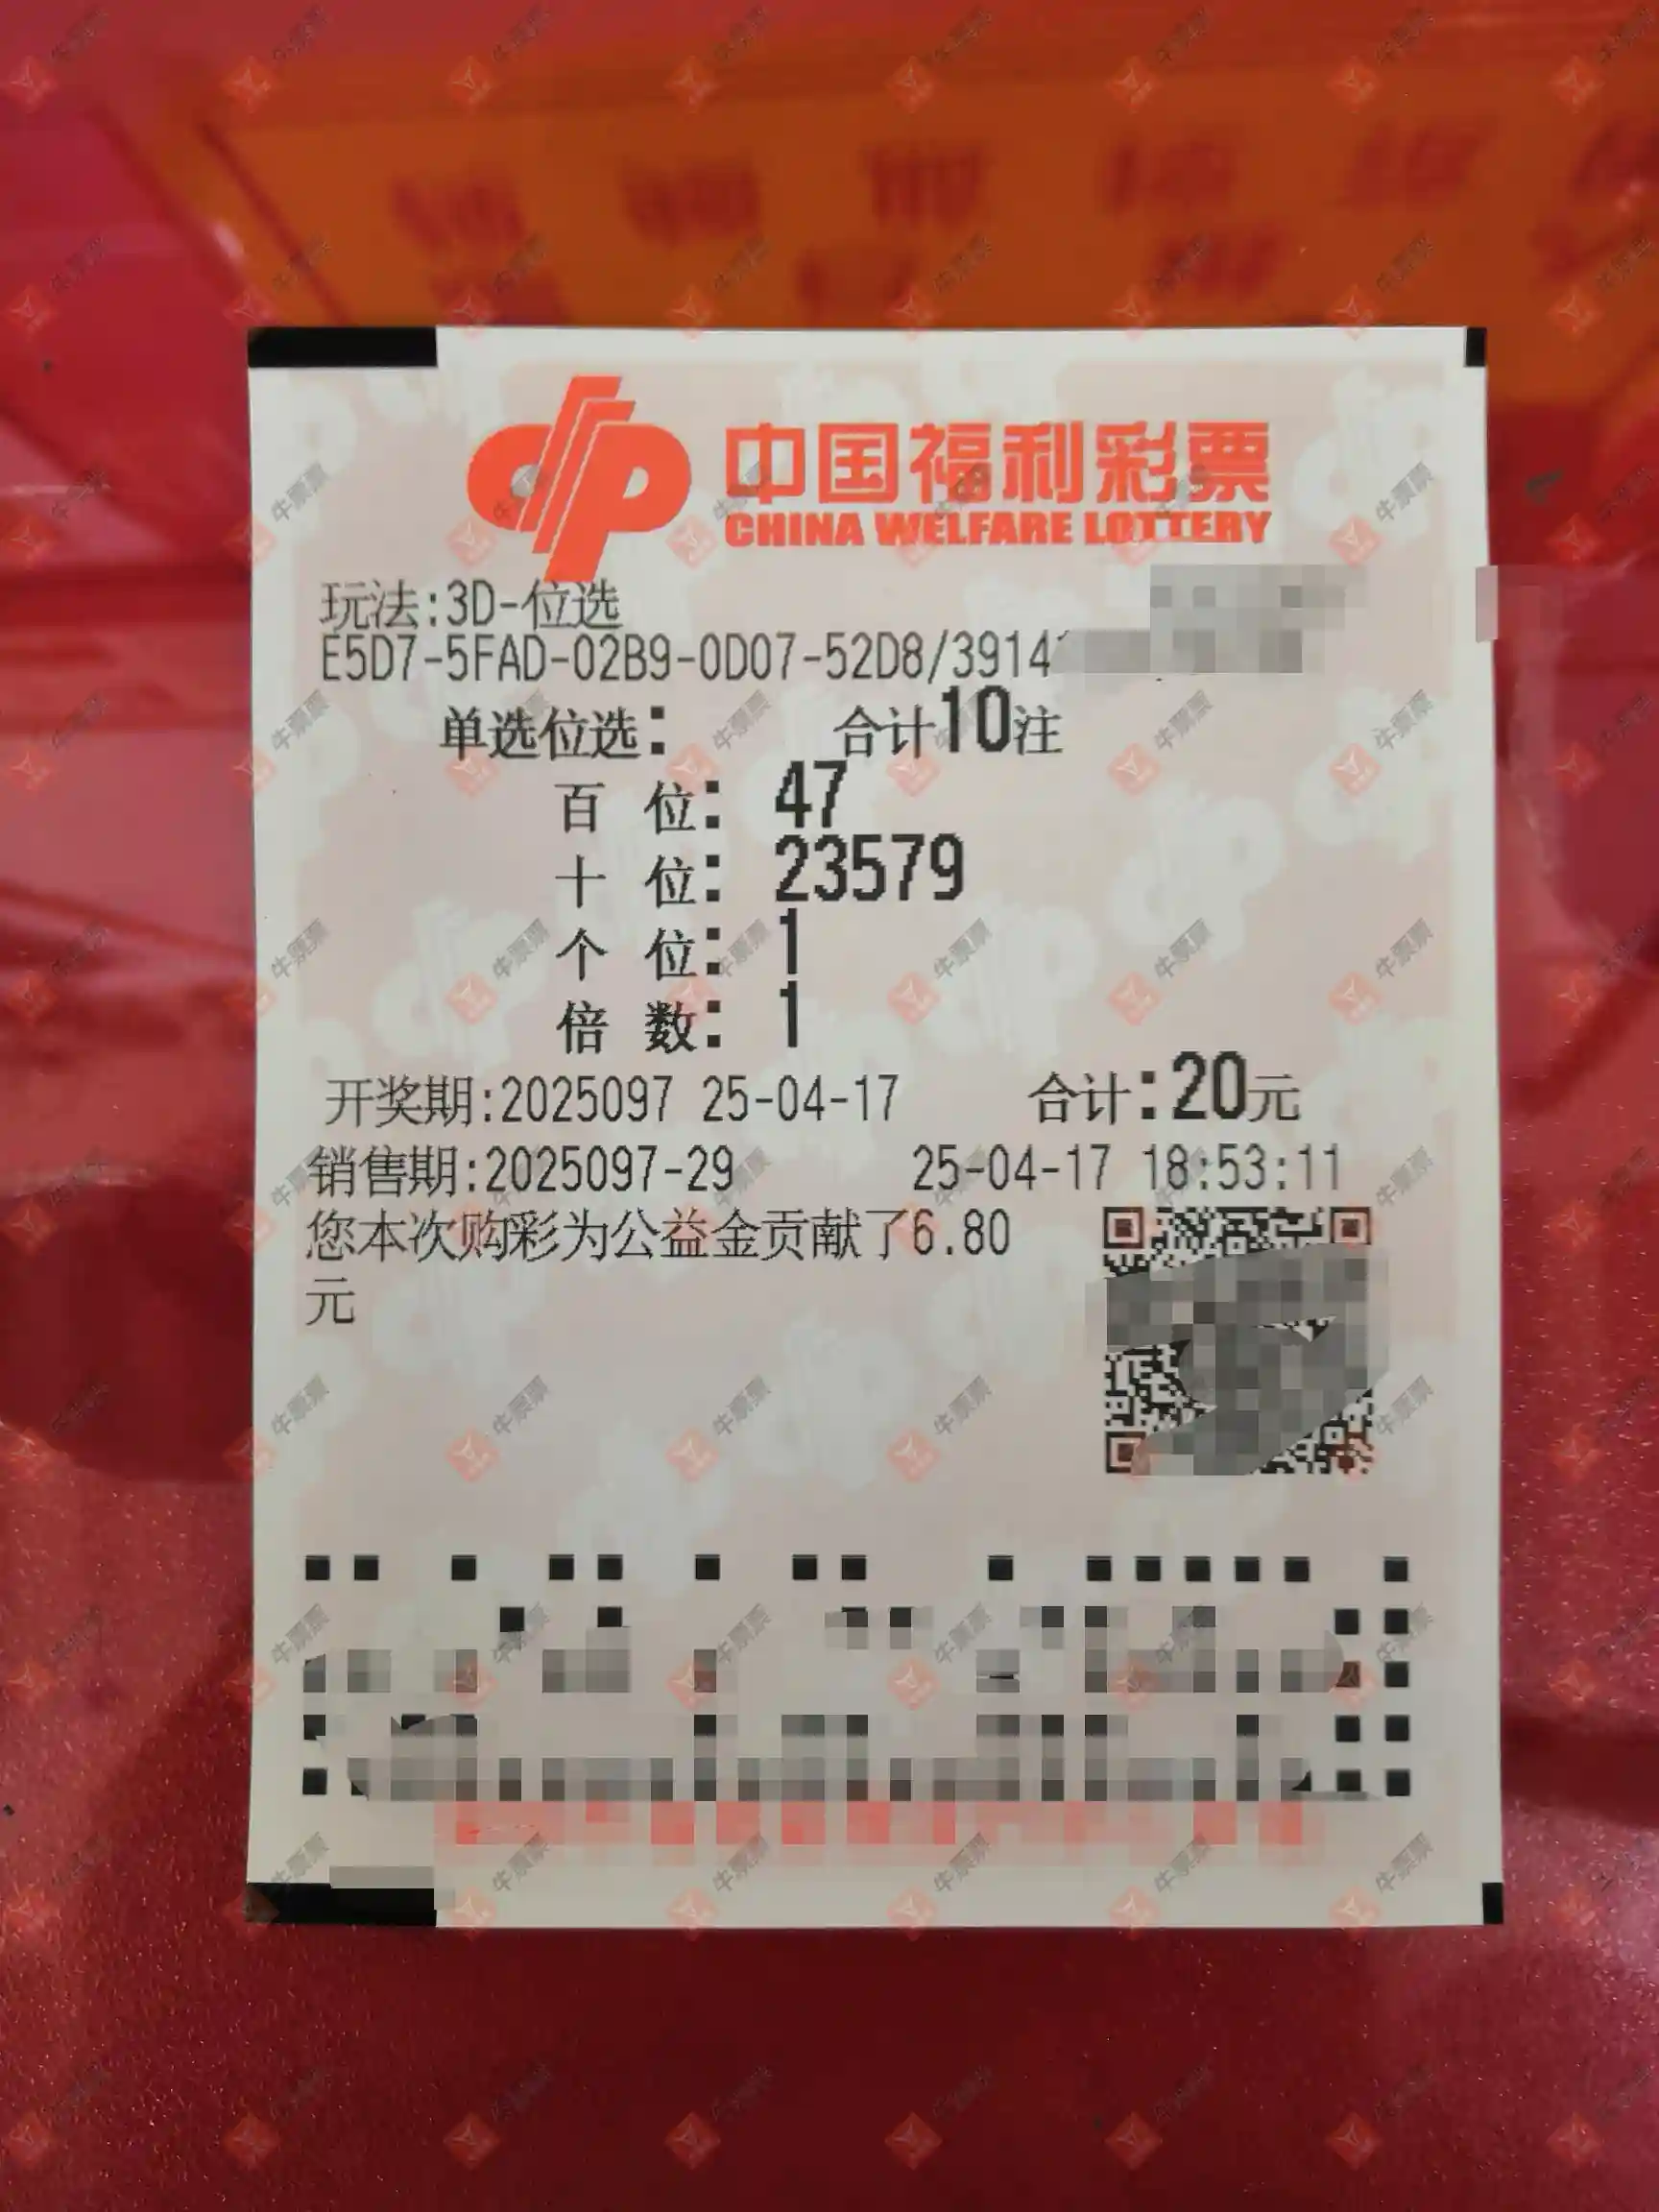 中国福利彩票
CHINA WELFARE LOTTERY
玩法:3D-位选
E5D7-5FAD-02B9-0D07-52D8/3914
单选位选: 合计10注
百 位: 47
十 位: 23579
个 位: 1
倍 数: 1
开奖期:2025097 25-04-17 合计:20元
销售期:2025097-29 25-04-17 18:53:11
您本次购彩为公益金贡献了6.80
元
牛票票